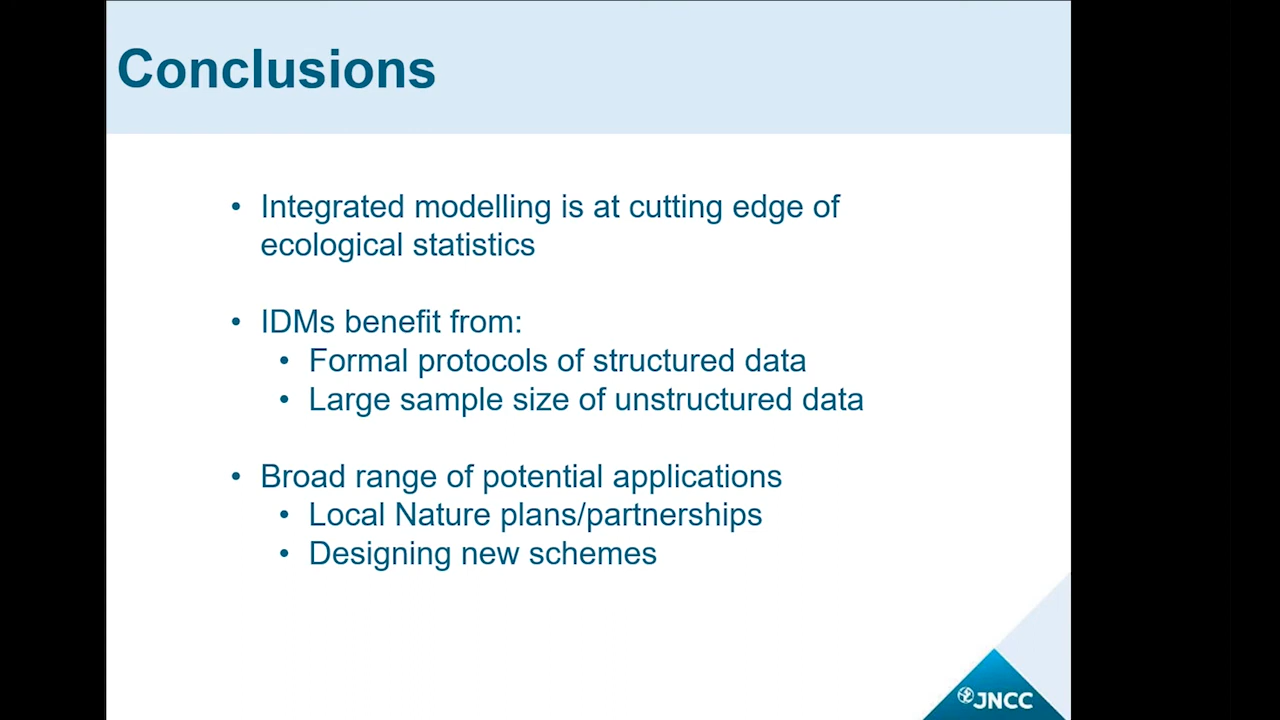 Conclusions
• Integrated modelling is at cutting edge of
ecological statistics
• IDMs benefit from:
• Formal protocols of structured data
• Large sample size of unstructured data
• Broad range of potential applications
• Local Nature plans/partnerships
• Designing new schemes
JNCC